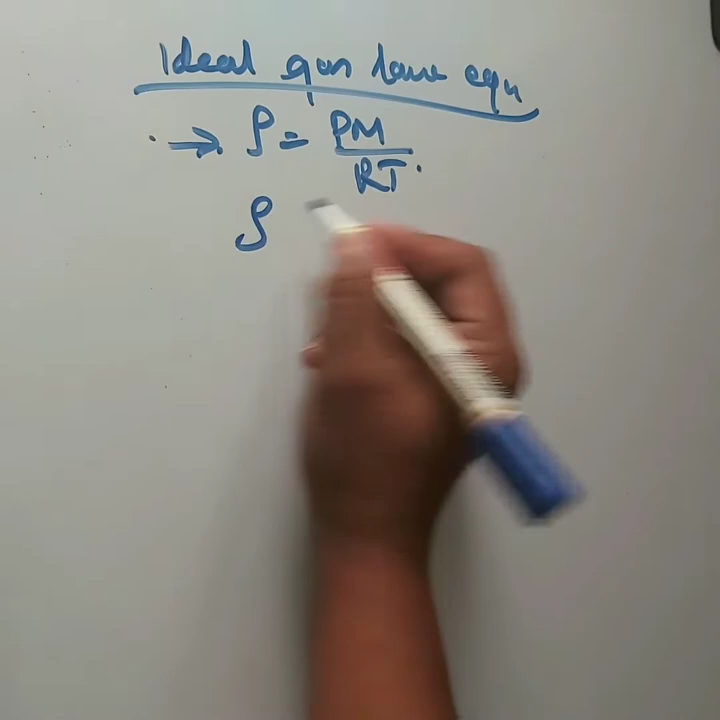 Ideal gas law equ
→ ρ = PM / RT
ρ